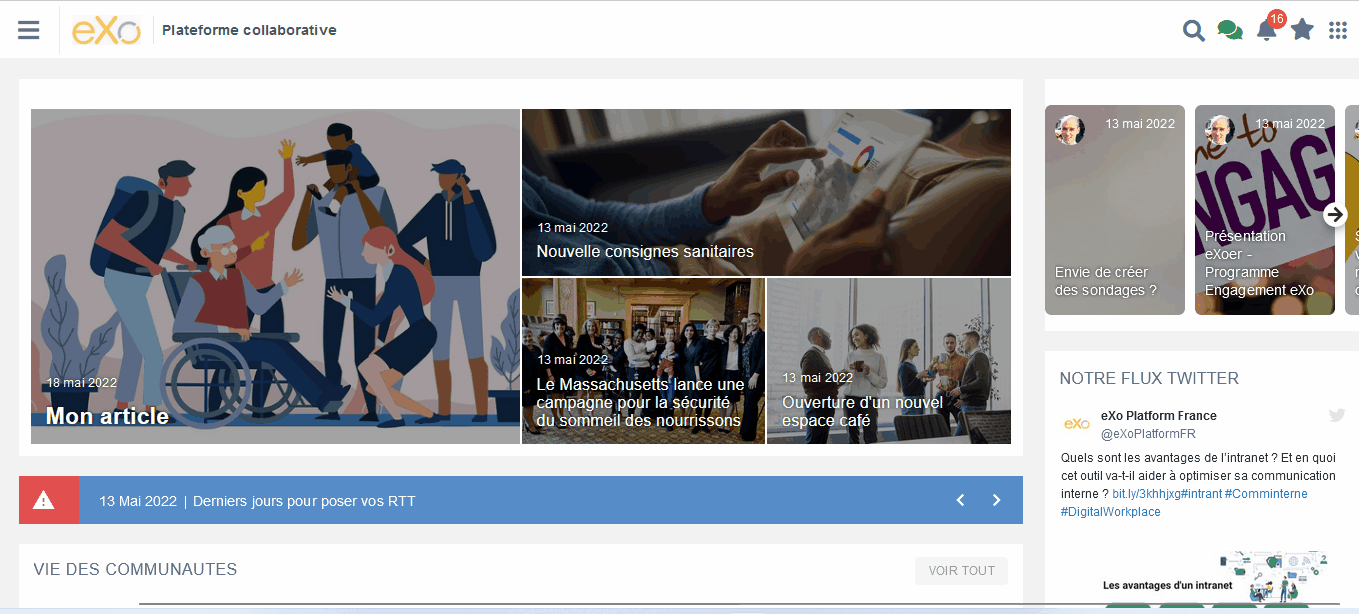 eXo
Plateforme collaborative
16
18 mai 2022
Mon article
13 mai 2022
Nouvelle consignes sanitaires
13 mai 2022
Le Massachusetts lance une
campagne pour la sécurité
du sommeil des nourrissons
13 mai 2022
Ouverture d'un nouvel
espace café
13 mai 2022
Envie de créer
des sondages ?
13 mai 2022
Présentation
eXoer -
Programme
Engagement eXo
13 Mai 2022 | Derniers jours pour poser vos RTT
VIE DES COMMUNAUTES
VOIR TOUT
NOTRE FLUX TWITTER
eXo
eXo Platform France
@eXoPlatformFR
Quels sont les avantages de l'intranet ? Et en quoi
cet outil va-t-il aider à optimiser sa communication
interne ? bit.ly/3khhjxg#intrant #Comminterne
#DigitalWorkplace
Les avantages d'un intranet